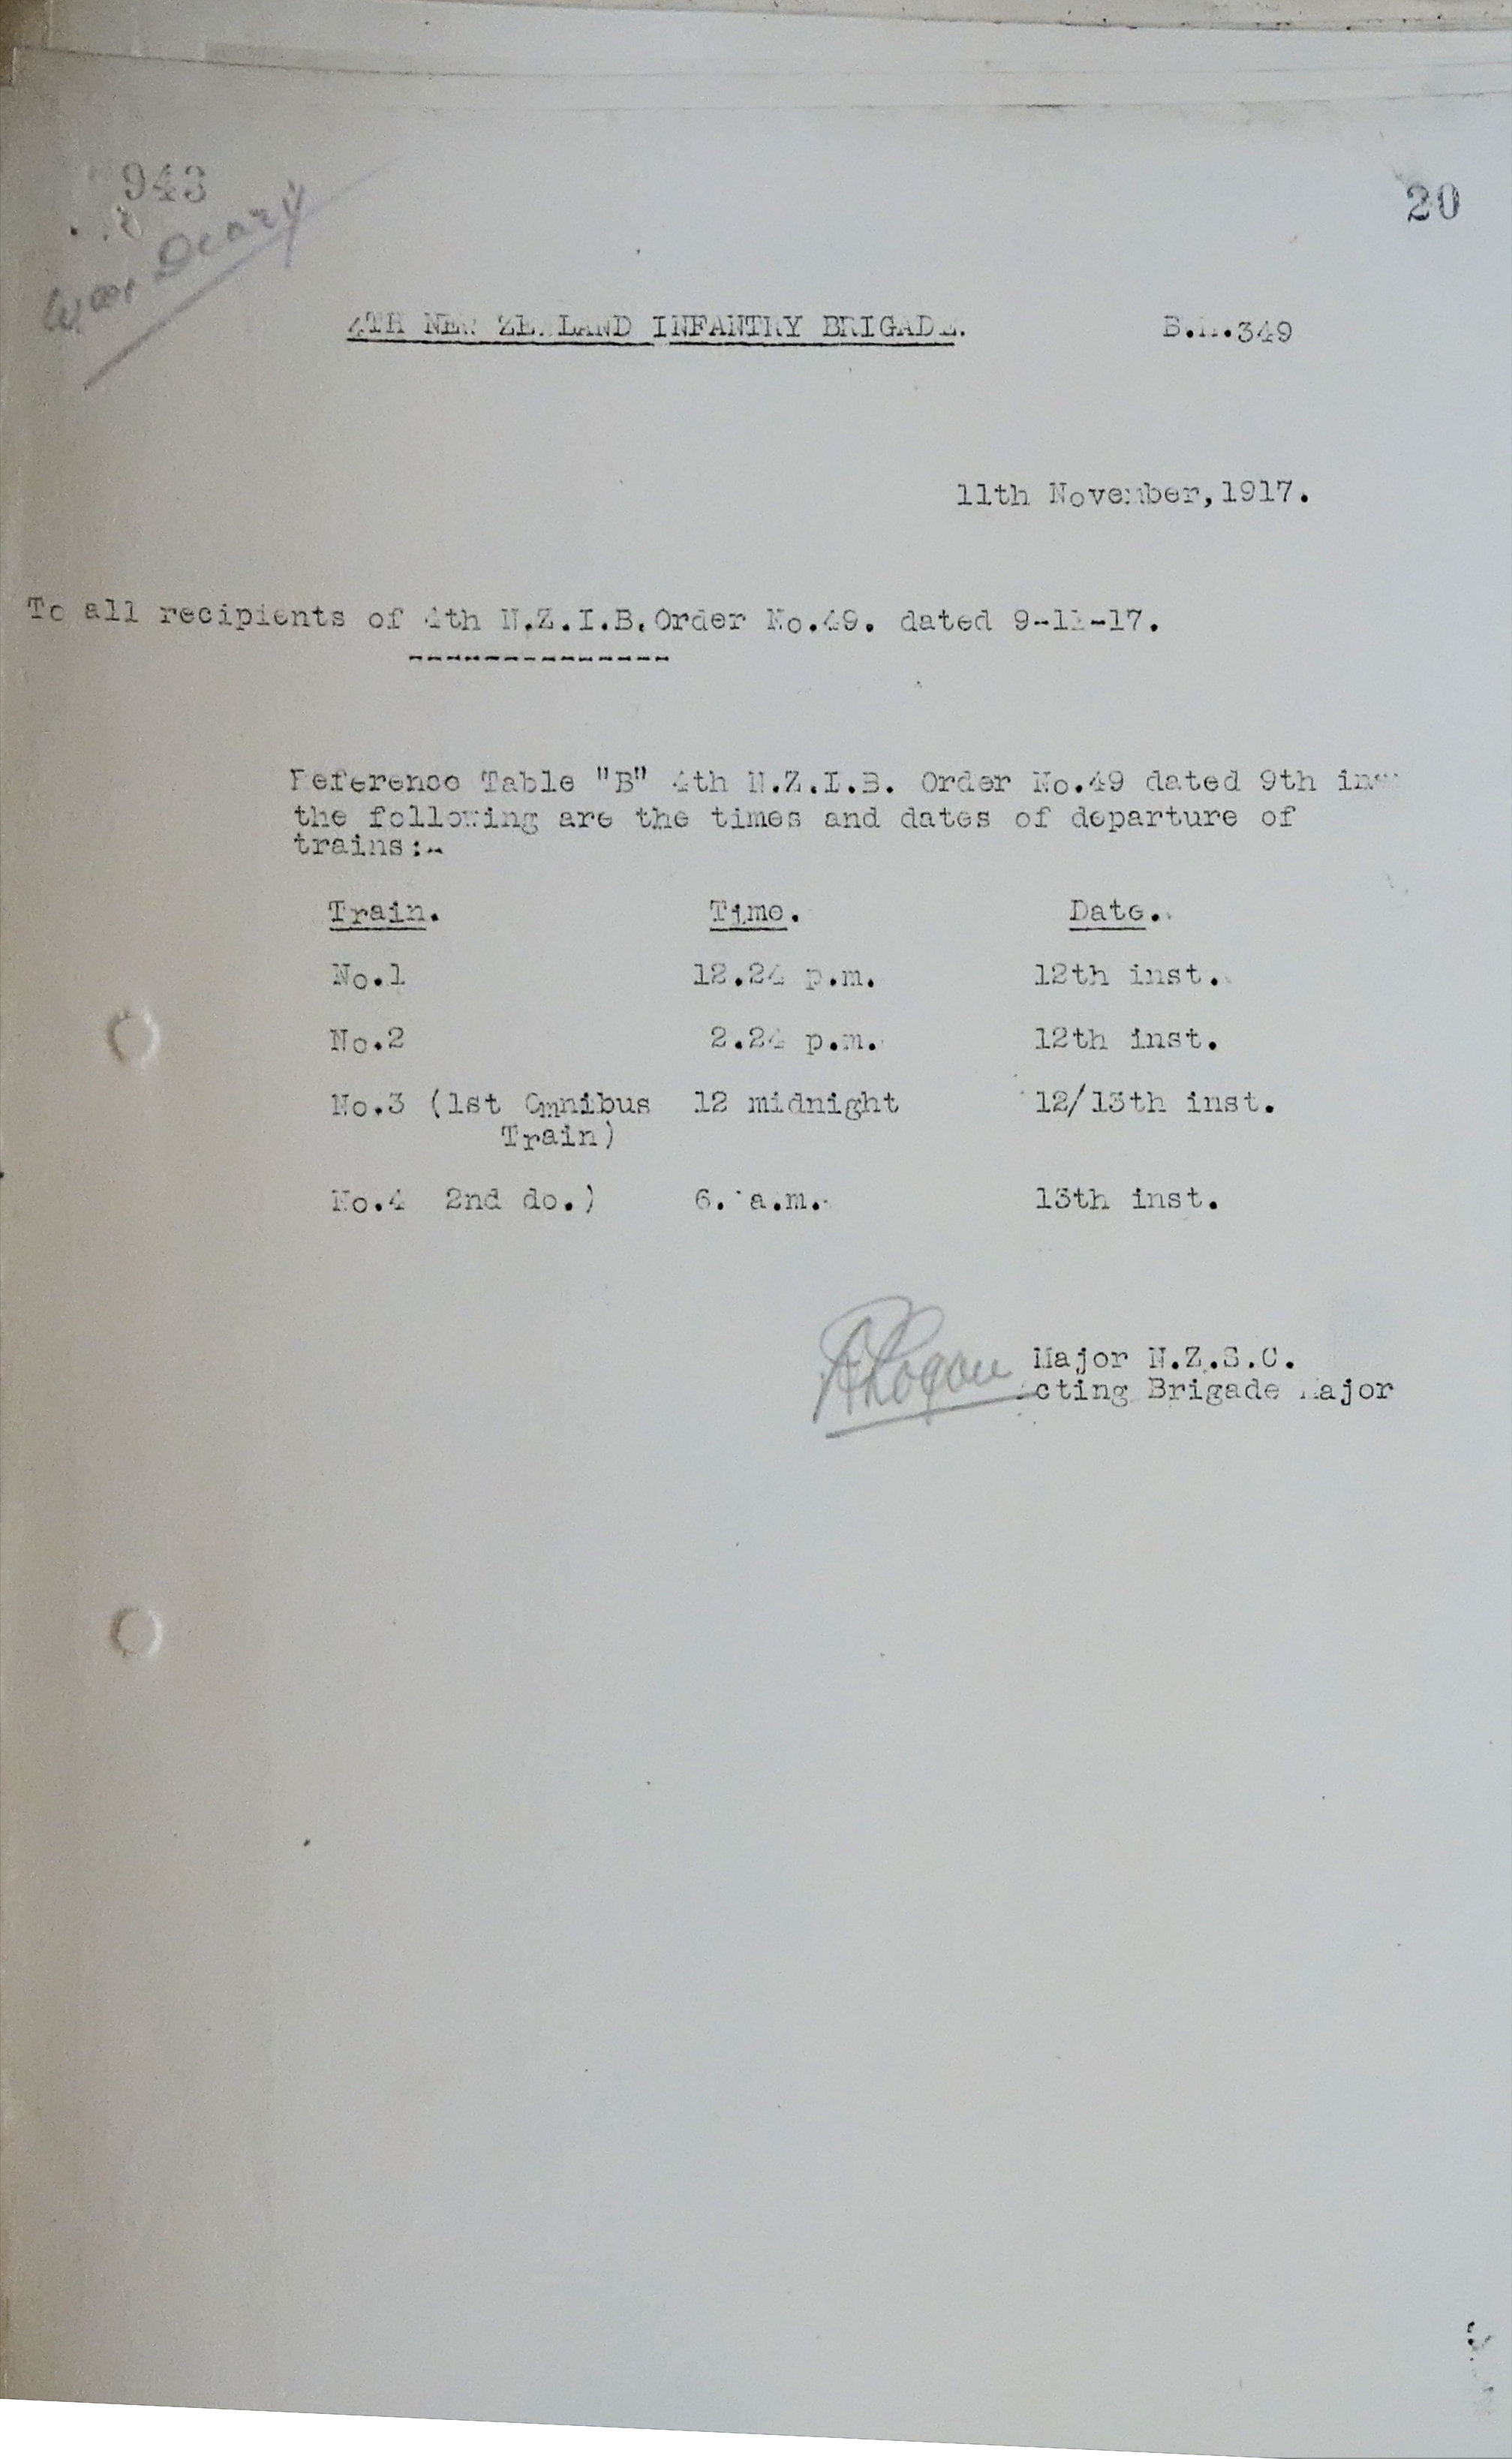 943
20
War Deary
4TH NEW ZEALAND INFANTRY BRIGADE. B.M.349
11th November,1917.
To all recipients of 4th N.Z.I.B.Order No.49. dated 9-11-17.
---------------
Reference Table "B" 4th N.Z.I.B. Order No.49 dated 9th inst
the following are the times and dates of departure of
trains:-
Train. Time. Date.
No.1 12.24 p.m. 12th inst.
No.2 2.24 p.m. 12th inst.
No.3 (1st Omnibus 12 midnight 12/13th inst.
Train)
No.4 2nd do.) 6. a.m. 13th inst.
Logan Major N.Z.S.C.
Acting Brigade Major